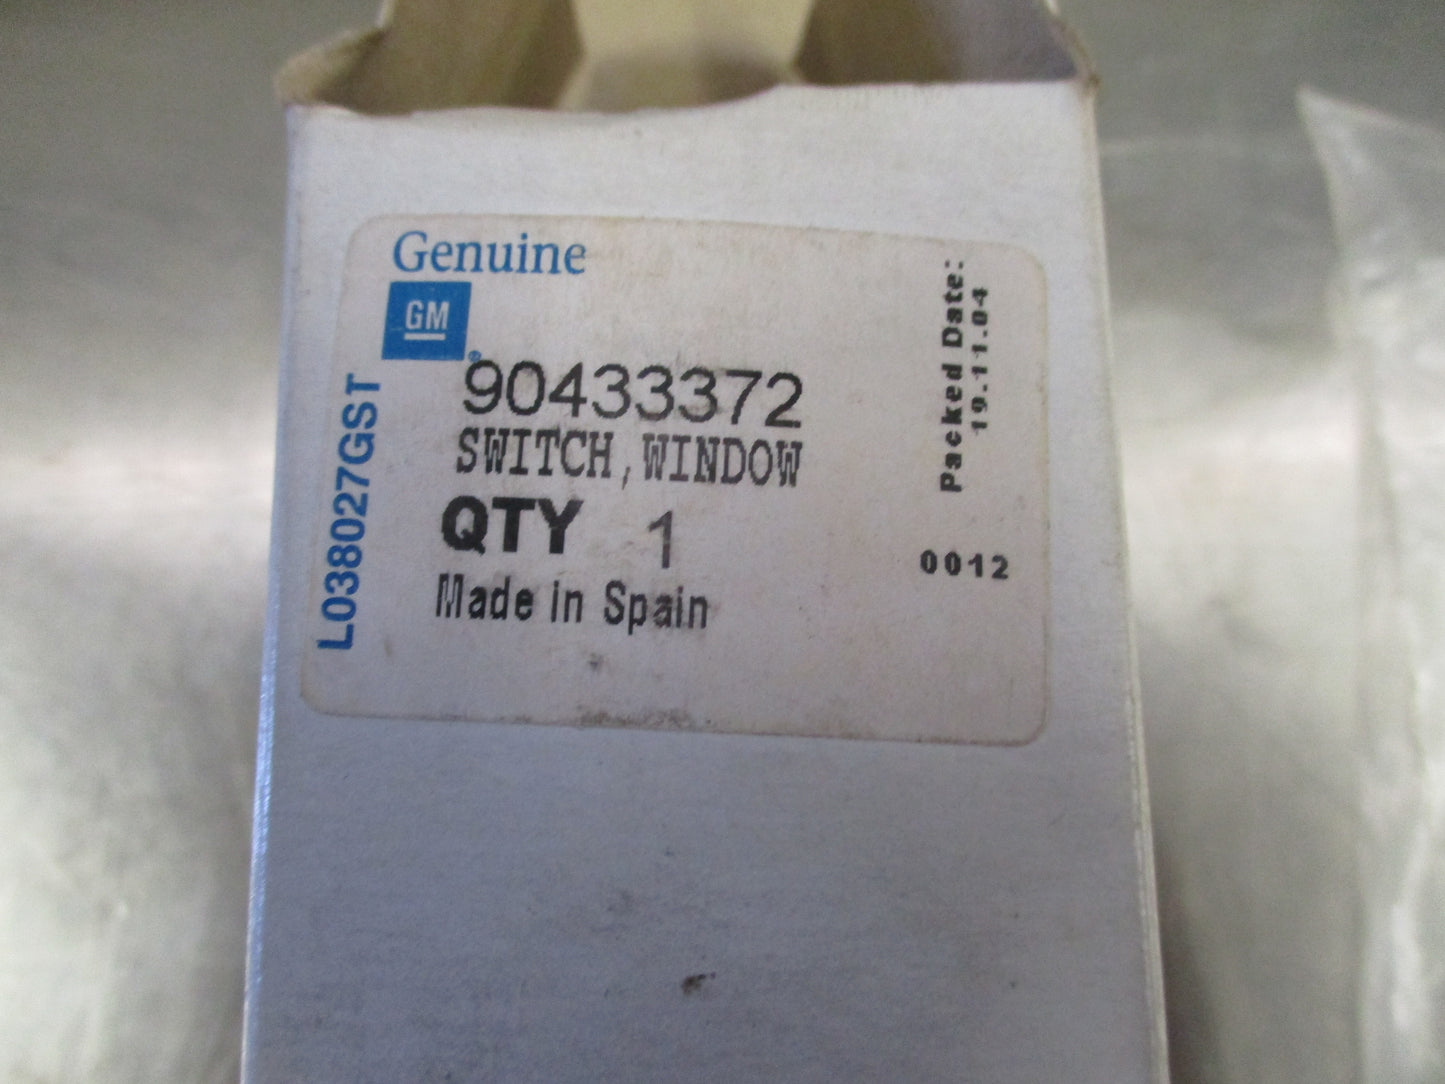 Genuine
GM
®
90433372
SWITCH,WINDOW
QTY 1
Made in Spain
L038027GST
Packed Date:
19.11.04
0012